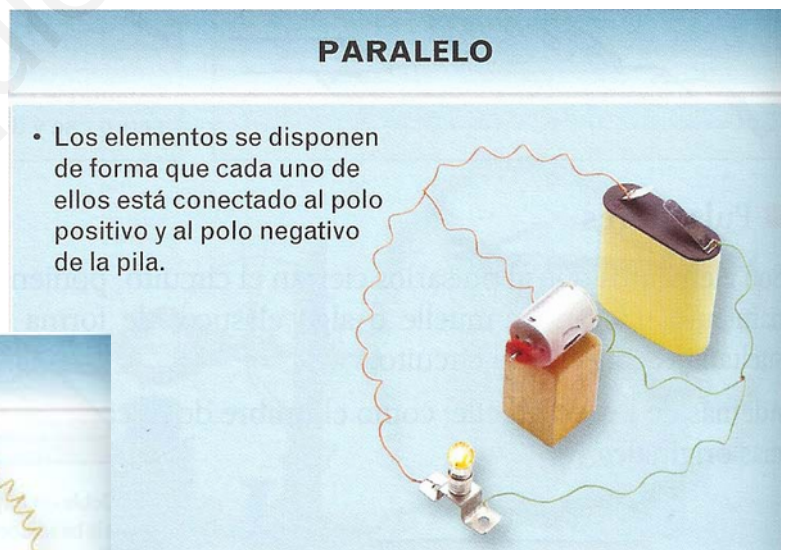 PARALELO
• Los elementos se disponen
de forma que cada uno de
ellos está conectado al polo
positivo y al polo negativo
de la pila.